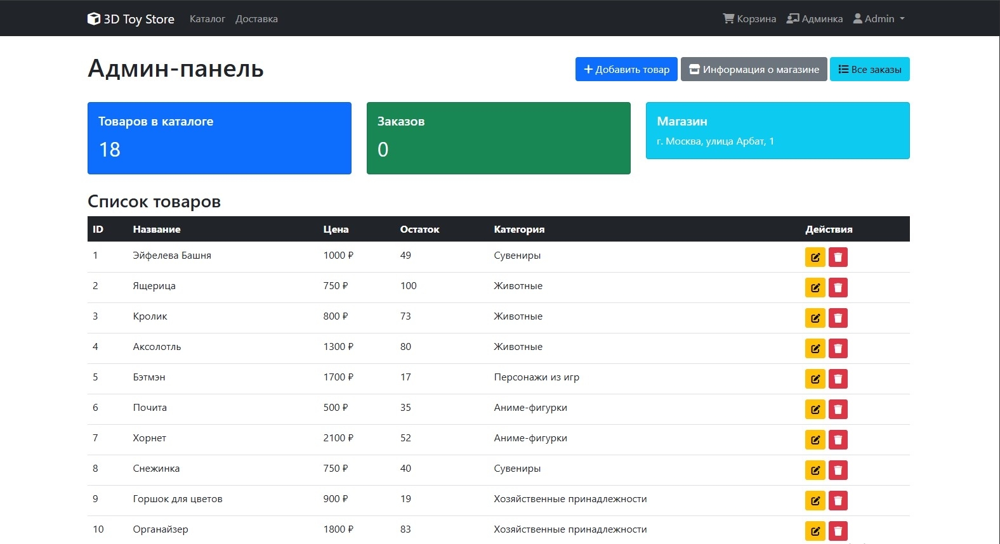 3D Toy Store Каталог Доставка Корзина Админка Admin
Админ-панель
Добавить товар Информация о магазине Все заказы
Товаров в каталоге
18
Заказов
0
Магазин
г. Москва, улица Арбат, 1
Список товаров
ID Название Цена Остаток Категория Действия
1 Эйфелева Башня 1000 ₽ 49 Сувениры
2 Ящерица 750 ₽ 100 Животные
3 Кролик 800 ₽ 73 Животные
4 Аксолотль 1300 ₽ 80 Животные
5 Бэтмэн 1700 ₽ 17 Персонажи из игр
6 Почита 500 ₽ 35 Аниме-фигурки
7 Хорнет 2100 ₽ 52 Аниме-фигурки
8 Снежинка 750 ₽ 40 Сувениры
9 Горшок для цветов 900 ₽ 19 Хозяйственные принадлежности
10 Органайзер 1800 ₽ 83 Хозяйственные принадлежности